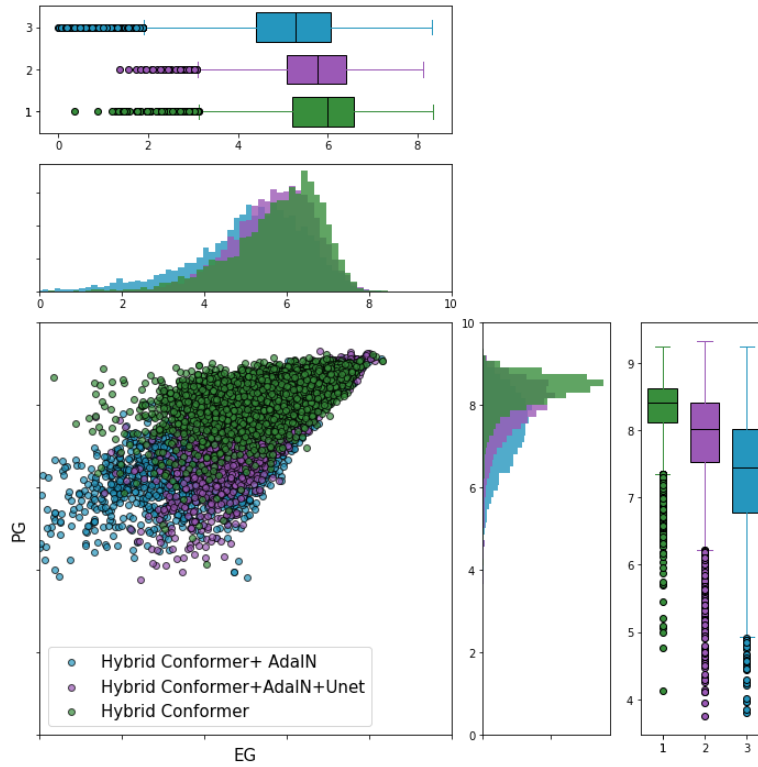 3
2
1
0 2 4 6 8
0 2 4 6 8 10
PG
EG
Hybrid Conformer+ AdaIN
Hybrid Conformer+AdaIN+Unet
Hybrid Conformer
10
8
6
4
2
0
9
8
7
6
5
4
1 2 3